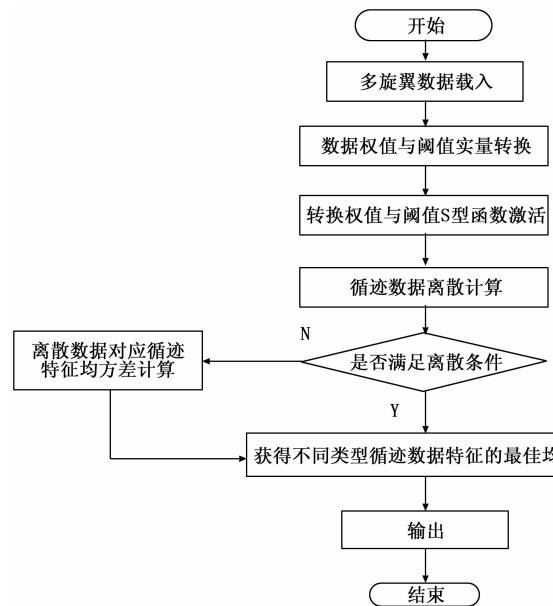 开始
多旋翼数据载入
数据权值与阈值实量转换
转换权值与阈值S型函数激活
循迹数据离散计算
N
是否满足离散条件
离散数据对应循迹
特征均方差计算
Y
获得不同类型循迹数据特征的最佳均
输出
结束